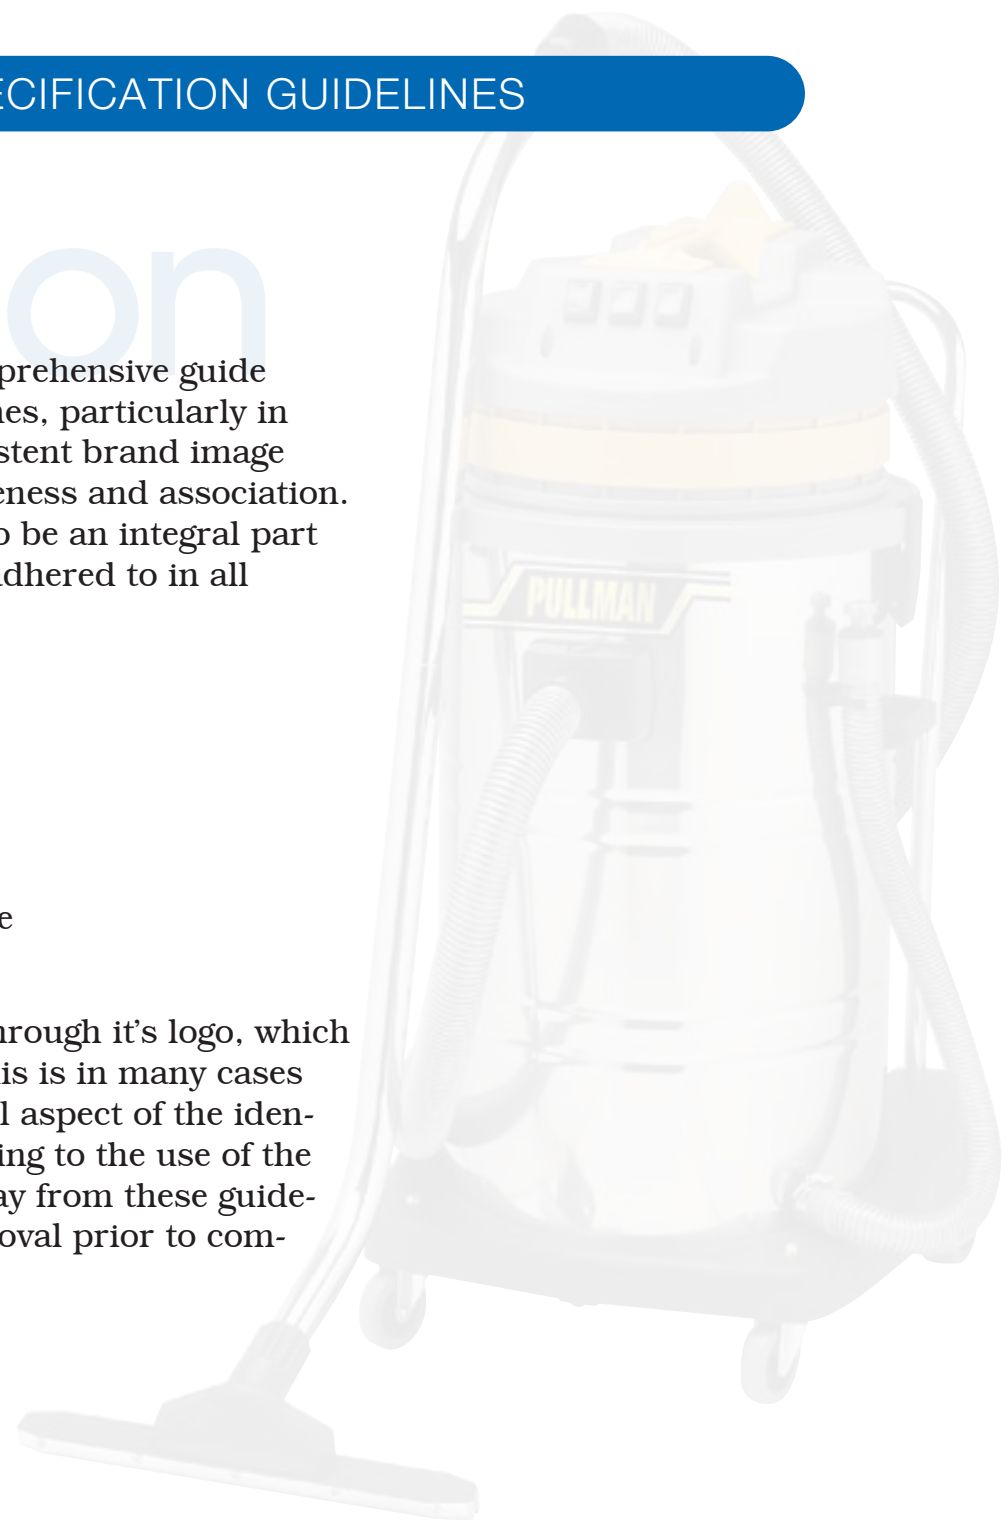 ECIFICATION GUIDELINES
on
prehensive guide
nes, particularly in
stent brand image
eness and association.
o be an integral part
adhered to in all
PULLMAN
e
hrough it’s logo, which
his is in many cases
l aspect of the iden-
ing to the use of the
ay from these guide-
oval prior to com-